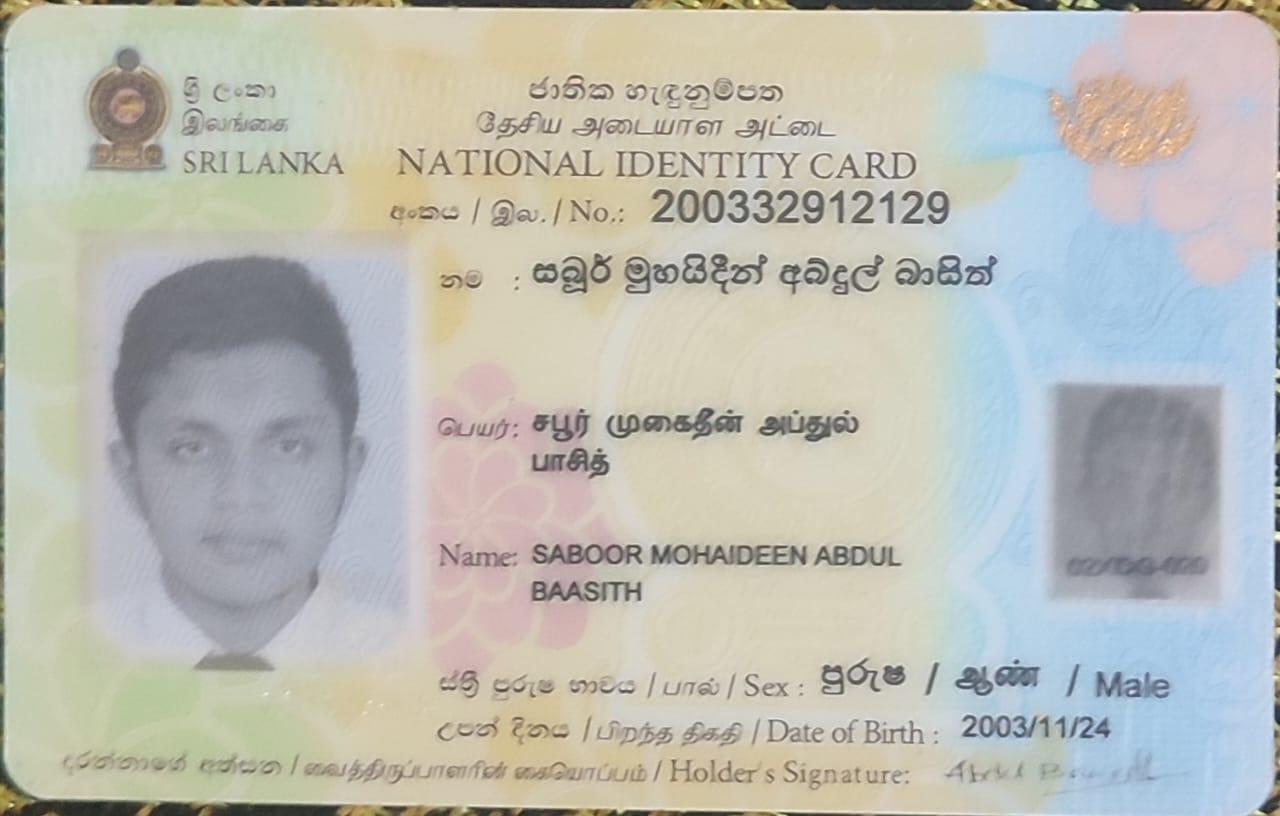 ශ්‍රී ලංකා
இலங்கை
SRI LANKA
ජාතික හැඳුනුම්පත
தேசிய அடையாள அட்டை
NATIONAL IDENTITY CARD
අංකය / இல. / No.: 200332912129
නම : සබූර් මුහයිදීන් අබ්දුල් බාසිත්
பெயர்: சபூர் முகைதீன் அப்துல்
பாசித்
Name: SABOOR MOHAIDEEN ABDUL
BAASITH
ස්ත්‍රී පුරුෂ භාවය / பால் / Sex : පුරුෂ / ஆண் / Male
උපන් දිනය / பிறந்த திகதி / Date of Birth : 2003/11/24
දරන්නාගේ අත්සන / வைத்திருப்பாளரின் கையொப்பம் / Holder's Signature: Abdul